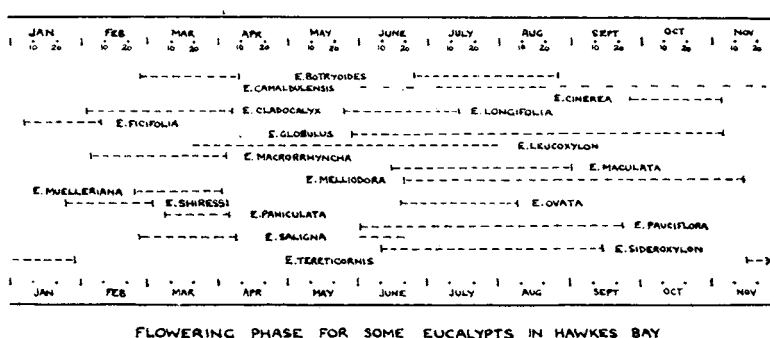 JAN FEB MAR APR MAY JUNE JULY AUG SEPT OCT NOV
10 20 10 20 10 20 10 20 10 20 10 20 10 20 10 20 10 20 10 20 10 20
E.BOTRYOIDES
E.CAMALDULENSIS
E.CINEREA
E.CLADOCALYX E.LONGIFOLIA
E.FICIFOLIA
E.GLOBULUS
E.LEUCOXYLON
E.MACRORRHYNCHA
E.MACULATA
E.MELLIODORA
E.MUELLERIANA
E.SHIRESSI E.OVATA
E.PANICULATA
E.PAUCIFLORA
E.SALIGNA
E.SIDEROXYLON
E.TERETICORNIS
JAN FEB MAR APR MAY JUNE JULY AUG SEPT OCT NOV
FLOWERING PHASE FOR SOME EUCALYPTS IN HAWKES BAY